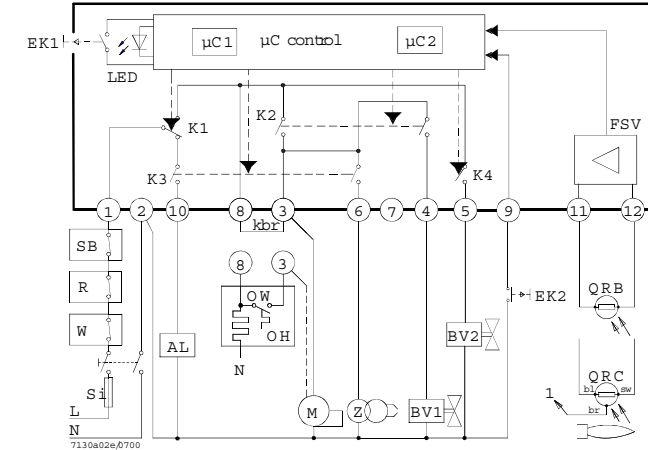 µC1 µC control µC2
EK1
LED
K1 K2 FSV
K3 K4
1 2 10 8 3 6 7 4 5 9 11 12
kbr
SB
8 3
R OW EK2 QRB
W OH BV2
AL
N QRC
bl sw
Si 1
br
L M Z BV1
N
7130a02e/0700